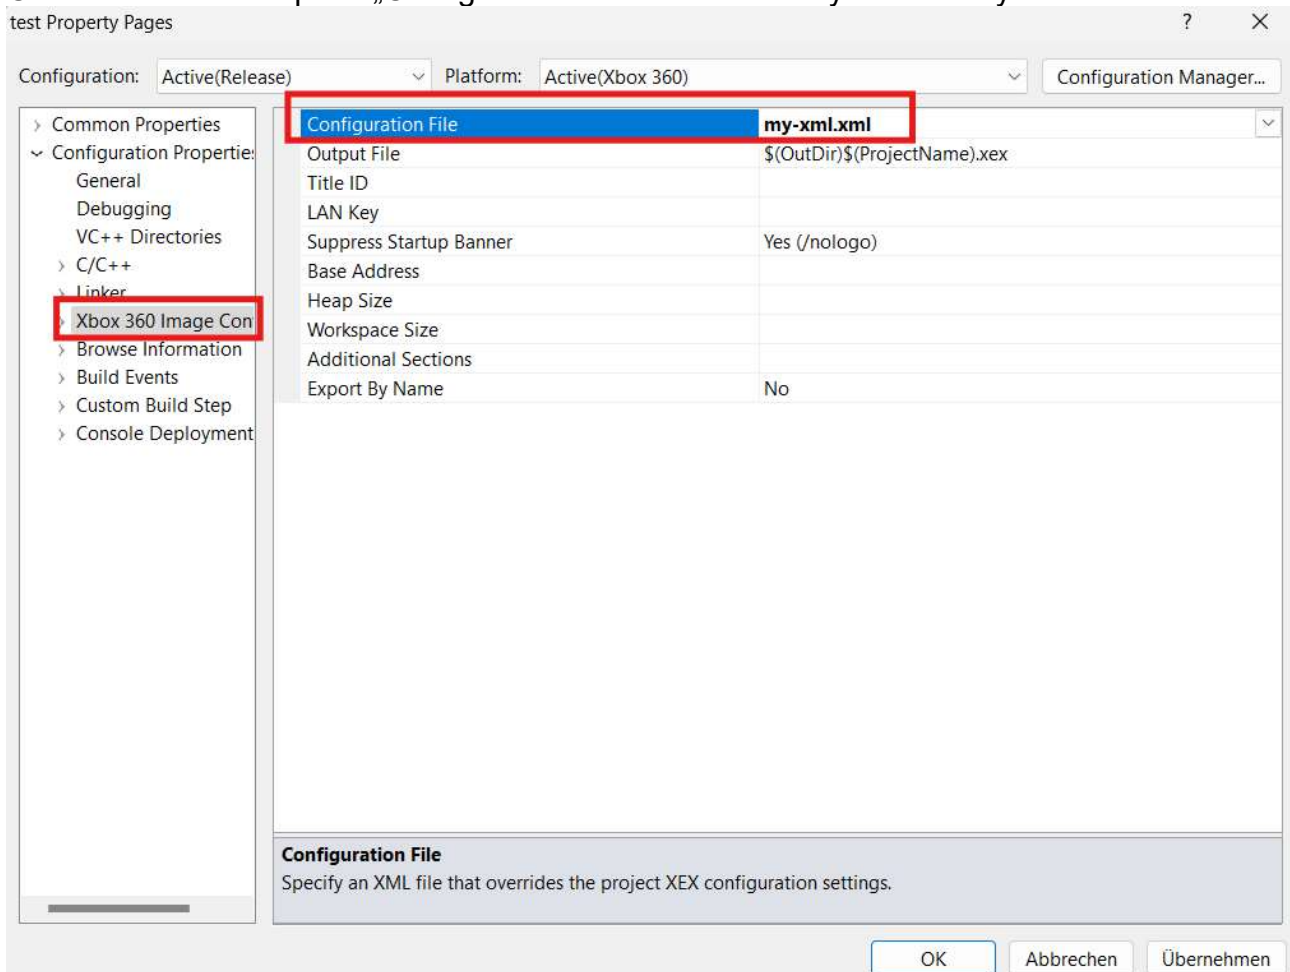 test Property Pages ? ×
Configuration: Active(Release) Platform: Active(Xbox 360) Configuration Manager...
Common Properties
Configuration Propertie
General
Debugging
VC++ Directories
C/C++
Linker
Xbox 360 Image Con
Browse Information
Build Events
Custom Build Step
Console Deployment
Configuration File my-xml.xml
Output File $(OutDir)$(ProjectName).xex
Title ID
LAN Key
Suppress Startup Banner Yes (/nologo)
Base Address
Heap Size
Workspace Size
Additional Sections
Export By Name No
Configuration File
Specify an XML file that overrides the project XEX configuration settings.
OK Abbrechen Übernehmen